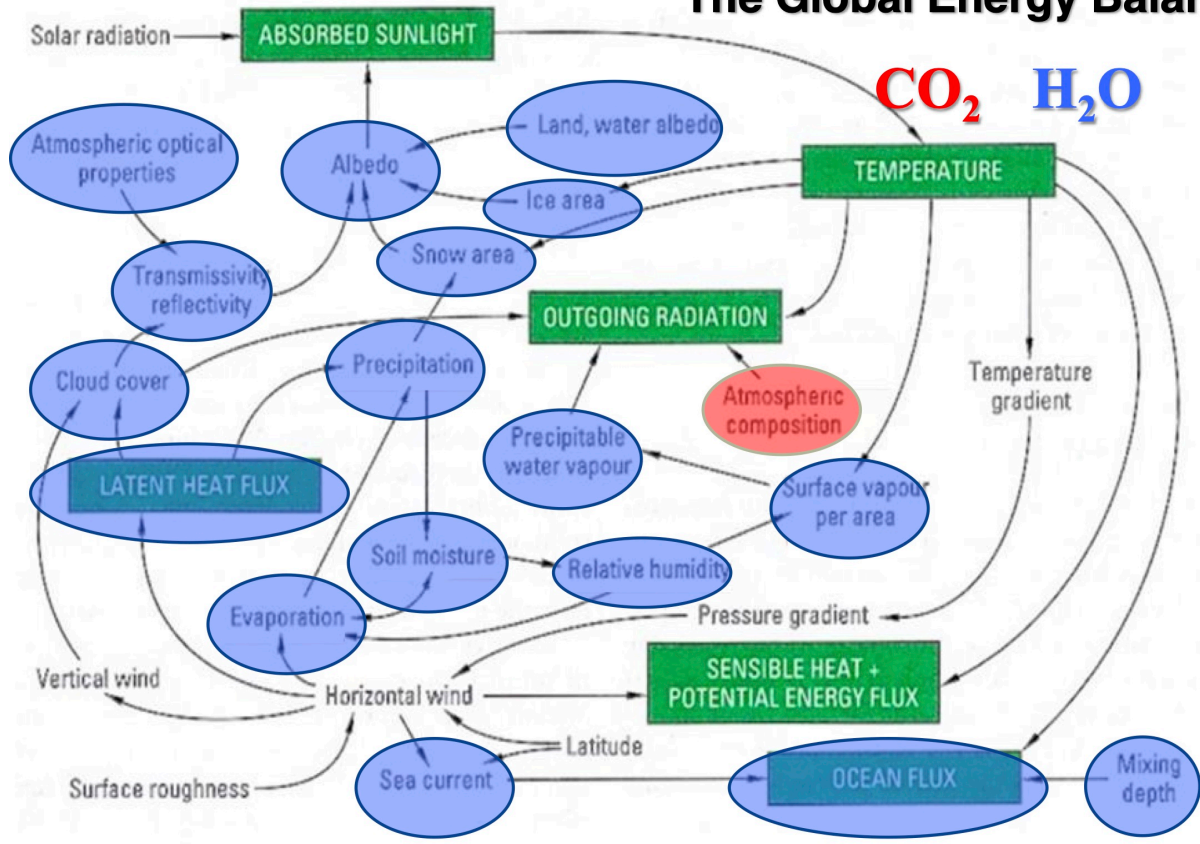 The Global Energy Balan
Solar radiation
ABSORBED SUNLIGHT
CO₂ H₂O
Atmospheric optical
properties
Albedo
Land, water albedo
TEMPERATURE
Ice area
Snow area
Transmissivity
reflectivity
OUTGOING RADIATION
Precipitation
Cloud cover
Temperature
gradient
Atmospheric
composition
Precipitable
water vapour
LATENT HEAT FLUX
Surface vapour
per area
Soil moisture
Relative humidity
Evaporation
Pressure gradient
Vertical wind
Horizontal wind
SENSIBLE HEAT +
POTENTIAL ENERGY FLUX
Latitude
Surface roughness
Sea current
OCEAN FLUX
Mixing
depth